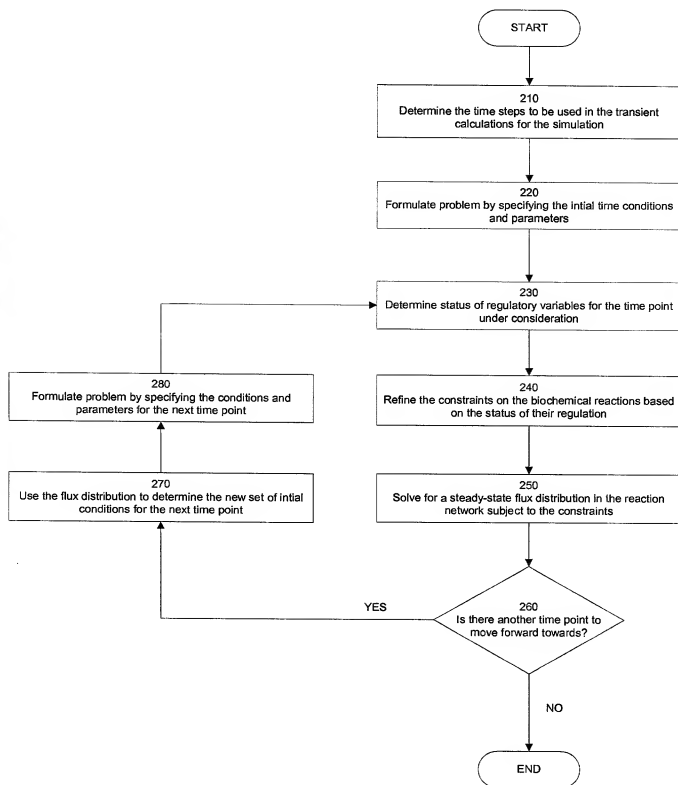 START
210
Determine the time steps to be used in the transient
calculations for the simulation
220
Formulate problem by specifying the intial time conditions
and parameters
230
Determine status of regulatory variables for the time point
under consideration
280
Formulate problem by specifying the conditions and
parameters for the next time point
240
Refine the constraints on the biochemical reactions based
on the status of their regulation
270
Use the flux distribution to determine the new set of intial
conditions for the next time point
250
Solve for a steady-state flux distribution in the reaction
network subject to the constraints
YES
260
Is there another time point to
move forward towards?
NO
END